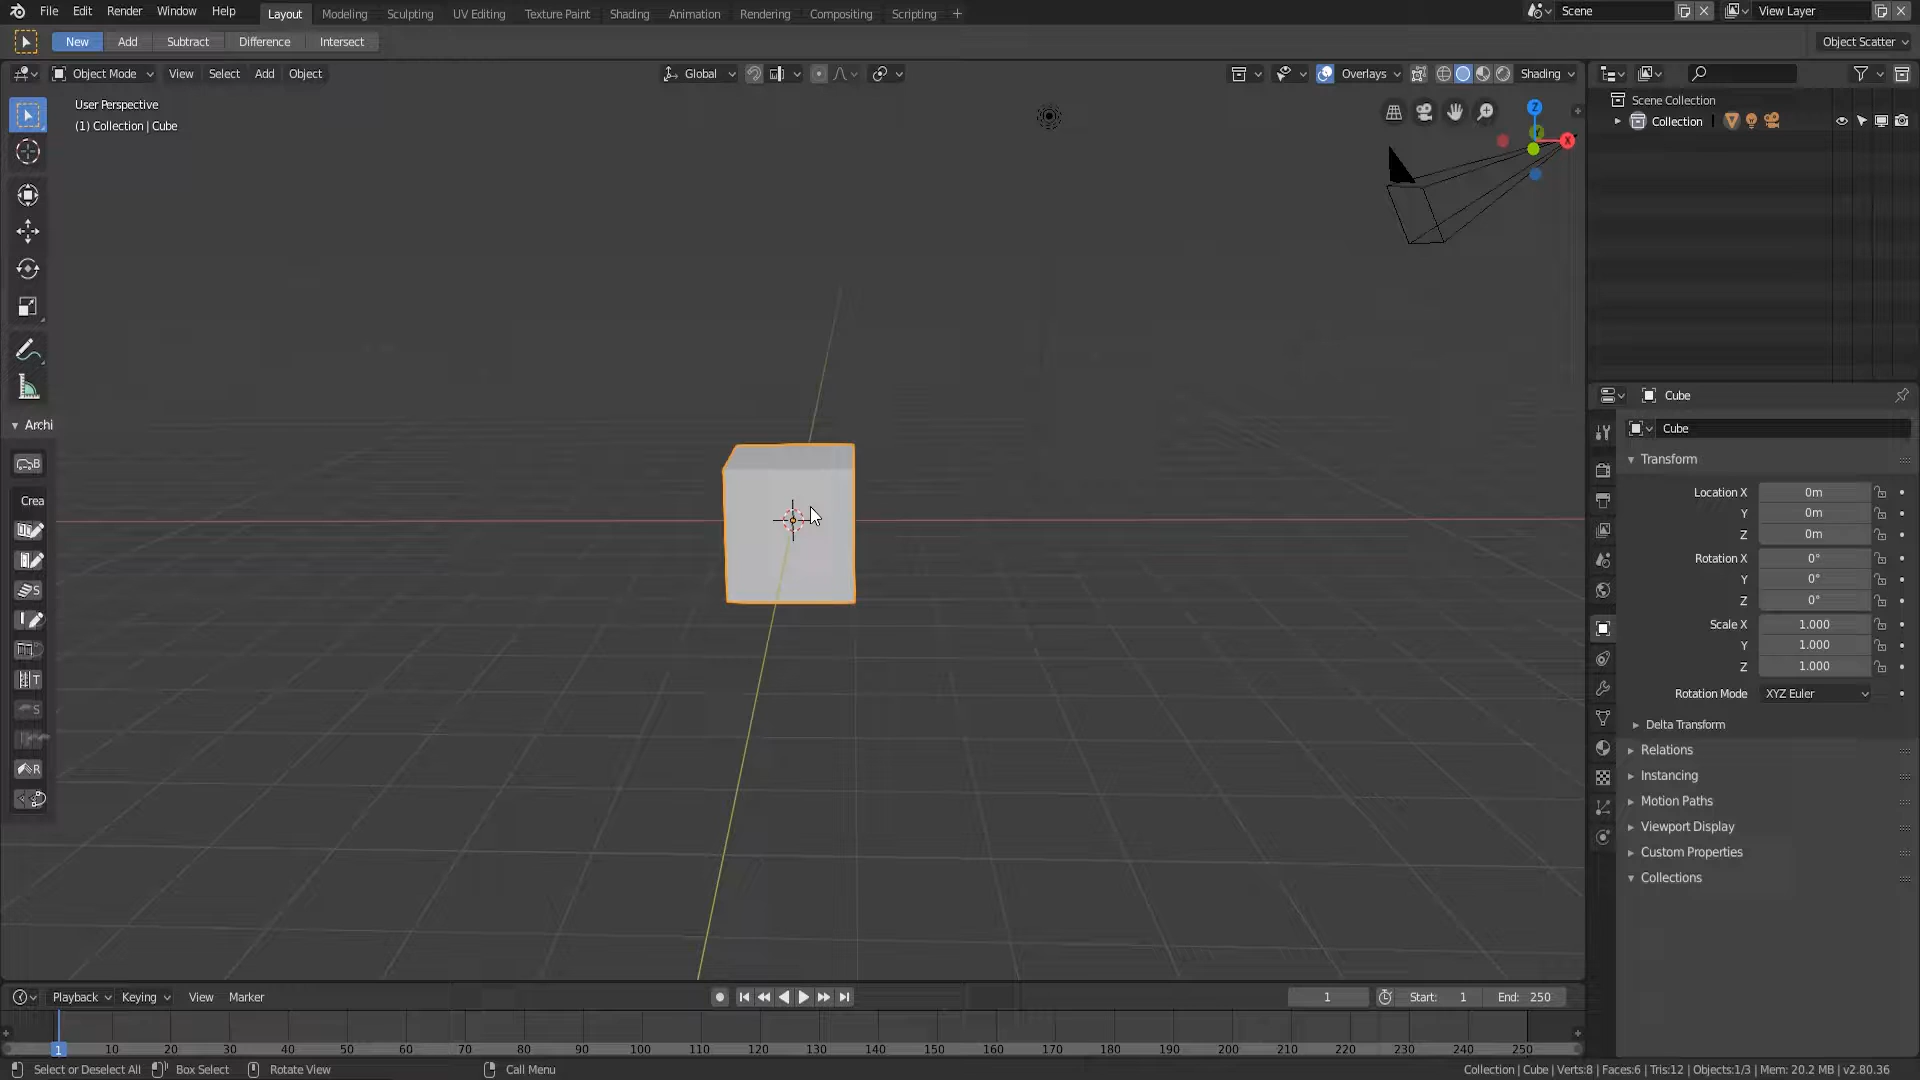 File Edit Render Window Help Layout Modeling Sculpting UV Editing Texture Paint Shading Animation Rendering Compositing Scripting + Scene View Layer
New Add Subtract Difference Intersect Object Scatter
Object Mode View Select Add Object Global Overlays Shading
User Perspective
(1) Collection | Cube
Z
X
Scene Collection
Collection
Archi
B
Crea
S
T
S
R
Cube
Cube
Transform
Location X 0m
Y 0m
Z 0m
Rotation X 0°
Y 0°
Z 0°
Scale X 1.000
Y 1.000
Z 1.000
Rotation Mode XYZ Euler
Delta Transform
Relations
Instancing
Motion Paths
Viewport Display
Custom Properties
Collections
Playback Keying View Marker 1 Start: 1 End: 250
1 10 20 30 40 50 60 70 80 90 100 110 120 130 140 150 160 170 180 190 200 210 220 230 240 250
Select or Deselect All Box Select Rotate View Call Menu Collection | Cube | Verts:8 | Faces:6 | Tris:12 | Objects:1/3 | Mem: 20.2 MB | v2.80.36